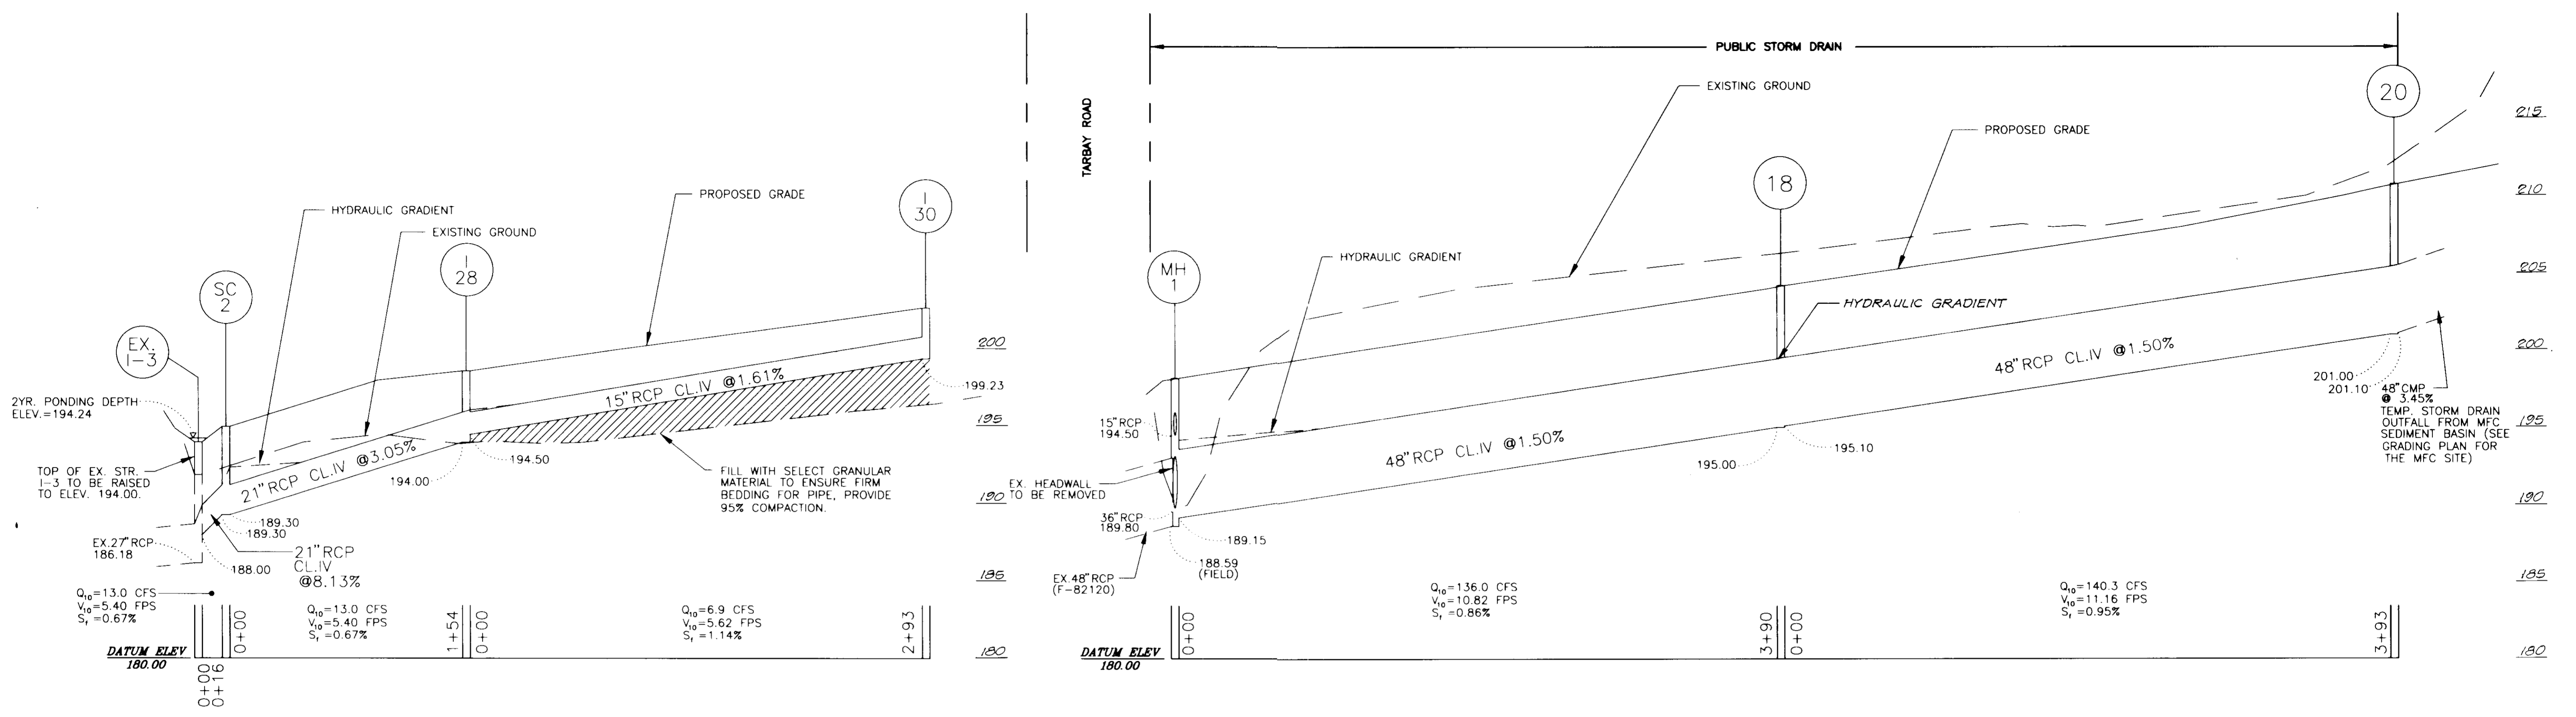 PUBLIC STORM DRAIN
TARBAY ROAD
EX.
I-3
SC
2
I
28
I
30
HYDRAULIC GRADIENT
EXISTING GROUND
PROPOSED GRADE
2YR. PONDING DEPTH
ELEV.=194.24
TOP OF EX. STR.
I-3 TO BE RAISED
TO ELEV. 194.00.
EX.27"RCP
186.18
21"RCP CL.IV @3.05%
15"RCP CL.IV @1.61%
199.23
194.50
194.00
189.30
189.30
188.00
21"RCP
CL.IV
@8.13%
FILL WITH SELECT GRANULAR
MATERIAL TO ENSURE FIRM
BEDDING FOR PIPE, PROVIDE
95% COMPACTION.
Q10=13.0 CFS
V10=5.40 FPS
Sf =0.67%
Q10=13.0 CFS
V10=5.40 FPS
Sf =0.67%
Q10=6.9 CFS
V10=5.62 FPS
Sf =1.14%
DATUM ELEV
180.00
0+00
0+16
0+00
1+54
0+00
2+93
200
195
190
185
180
MH
1
18
20
EXISTING GROUND
PROPOSED GRADE
HYDRAULIC GRADIENT
HYDRAULIC GRADIENT
15"RCP
194.50
EX. HEADWALL
TO BE REMOVED
36"RCP
189.80
EX.48"RCP
(F-82120)
188.59
(FIELD)
189.15
48"RCP CL.IV @1.50%
48"RCP CL.IV @1.50%
195.00
195.10
201.00
201.10
48"CMP
@ 3.45%
TEMP. STORM DRAIN
OUTFALL FROM MFC
SEDIMENT BASIN (SEE
GRADING PLAN FOR
THE MFC SITE)
Q10=136.0 CFS
V10=10.82 FPS
Sf =0.86%
Q10=140.3 CFS
V10=11.16 FPS
Sf =0.95%
DATUM ELEV
180.00
0+00
3+90
0+00
3+93
215
210
205
200
195
190
185
180